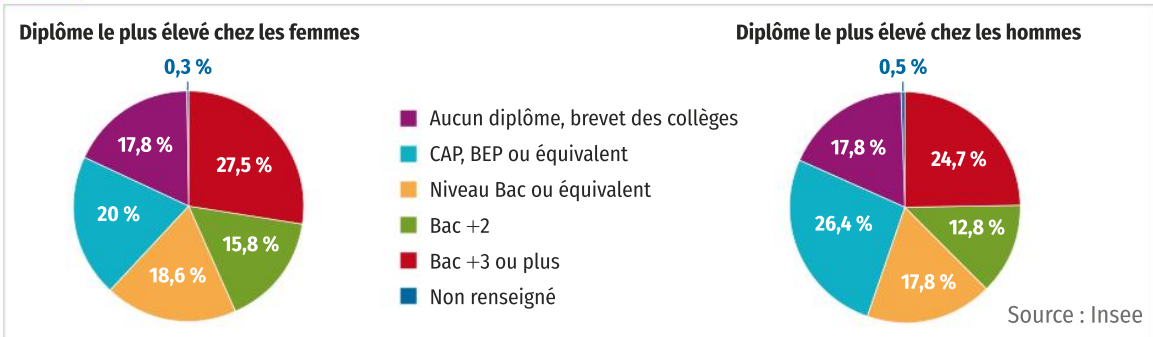 Diplôme le plus élevé chez les femmes
0,3 %
17,8 %
27,5 %
20 %
15,8 %
18,6 %
Aucun diplôme, brevet des collèges
CAP, BEP ou équivalent
Niveau Bac ou équivalent
Bac +2
Bac +3 ou plus
Non renseigné
Diplôme le plus élevé chez les hommes
0,5 %
17,8 %
24,7 %
26,4 %
12,8 %
17,8 %
Source : Insee